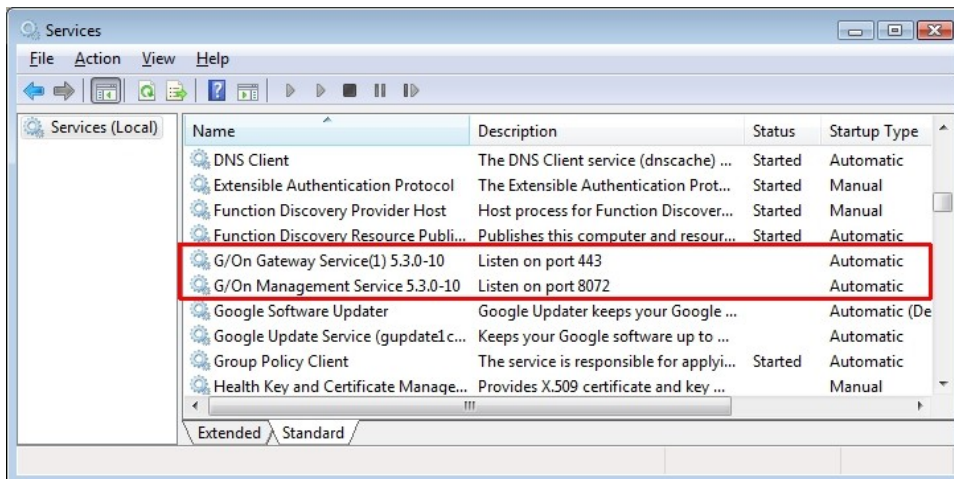 Services
File Action View Help
Services (Local)
Name Description Status Startup Type
DNS Client The DNS Client service (dnscache) ... Started Automatic
Extensible Authentication Protocol The Extensible Authentication Prot... Started Manual
Function Discovery Provider Host Host process for Function Discover... Started Manual
Function Discovery Resource Publi... Publishes this computer and resour... Started Automatic
G/On Gateway Service(1) 5.3.0-10 Listen on port 443 Automatic
G/On Management Service 5.3.0-10 Listen on port 8072 Automatic
Google Software Updater Google Updater keeps your Google ... Automatic (De
Google Update Service (gupdate1c... Keeps your Google software up to ... Automatic
Group Policy Client The service is responsible for applyi... Started Automatic
Health Key and Certificate Manage... Provides X.509 certificate and key ... Manual
Extended Standard